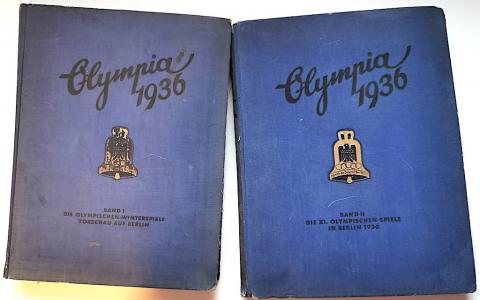 Olympia
1936
BAND I
DIE OLYMPISCHEN WINTERSPIELE
VORSCHAU AUF BERLIN
Olympia
1936
BAND II
DIE XI. OLYMPISCHEN SPIELE
IN BERLIN 1936